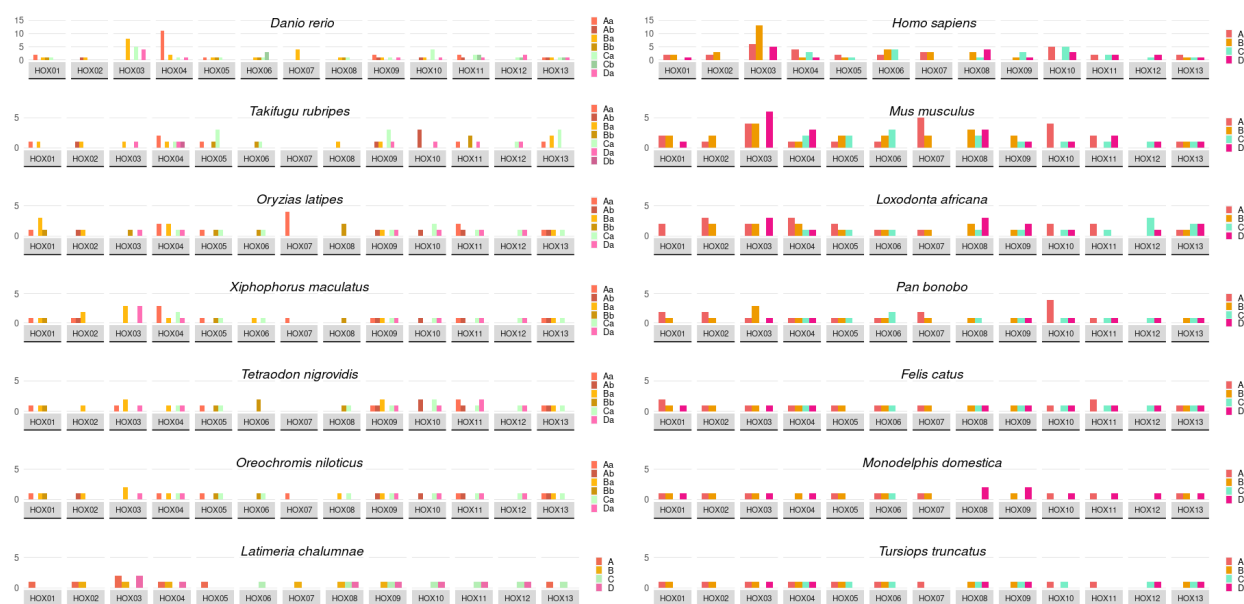 Danio rerio
15
10
5
0
HOX01 HOX02 HOX03 HOX04 HOX05 HOX06 HOX07 HOX08 HOX09 HOX10 HOX11 HOX12 HOX13
Aa
Ab
Ba
Bb
Ca
Cb
Da
Homo sapiens
15
10
5
0
HOX01 HOX02 HOX03 HOX04 HOX05 HOX06 HOX07 HOX08 HOX09 HOX10 HOX11 HOX12 HOX13
A
B
C
D
Takifugu rubripes
5
0
HOX01 HOX02 HOX03 HOX04 HOX05 HOX06 HOX07 HOX08 HOX09 HOX10 HOX11 HOX12 HOX13
Aa
Ab
Ba
Bb
Ca
Da
Db
Mus musculus
5
0
HOX01 HOX02 HOX03 HOX04 HOX05 HOX06 HOX07 HOX08 HOX09 HOX10 HOX11 HOX12 HOX13
A
B
C
D
Oryzias latipes
5
0
HOX01 HOX02 HOX03 HOX04 HOX05 HOX06 HOX07 HOX08 HOX09 HOX10 HOX11 HOX12 HOX13
Aa
Ab
Ba
Bb
Ca
Da
Loxodonta africana
5
0
HOX01 HOX02 HOX03 HOX04 HOX05 HOX06 HOX07 HOX08 HOX09 HOX10 HOX11 HOX12 HOX13
A
B
C
D
Xiphophorus maculatus
5
0
HOX01 HOX02 HOX03 HOX04 HOX05 HOX06 HOX07 HOX08 HOX09 HOX10 HOX11 HOX12 HOX13
Aa
Ab
Ba
Bb
Ca
Da
Pan bonobo
5
0
HOX01 HOX02 HOX03 HOX04 HOX05 HOX06 HOX07 HOX08 HOX09 HOX10 HOX11 HOX12 HOX13
A
B
C
D
Tetraodon nigrovidis
5
0
HOX01 HOX02 HOX03 HOX04 HOX05 HOX06 HOX07 HOX08 HOX09 HOX10 HOX11 HOX12 HOX13
Aa
Ab
Ba
Bb
Ca
Da
Felis catus
5
0
HOX01 HOX02 HOX03 HOX04 HOX05 HOX06 HOX07 HOX08 HOX09 HOX10 HOX11 HOX12 HOX13
A
B
C
D
Oreochromis niloticus
5
0
HOX01 HOX02 HOX03 HOX04 HOX05 HOX06 HOX07 HOX08 HOX09 HOX10 HOX11 HOX12 HOX13
Aa
Ab
Ba
Bb
Ca
Da
Monodelphis domestica
5
0
HOX01 HOX02 HOX03 HOX04 HOX05 HOX06 HOX07 HOX08 HOX09 HOX10 HOX11 HOX12 HOX13
A
B
C
D
Latimeria chalumnae
5
0
HOX01 HOX02 HOX03 HOX04 HOX05 HOX06 HOX07 HOX08 HOX09 HOX10 HOX11 HOX12 HOX13
A
B
C
D
Tursiops truncatus
5
0
HOX01 HOX02 HOX03 HOX04 HOX05 HOX06 HOX07 HOX08 HOX09 HOX10 HOX11 HOX12 HOX13
A
B
C
D